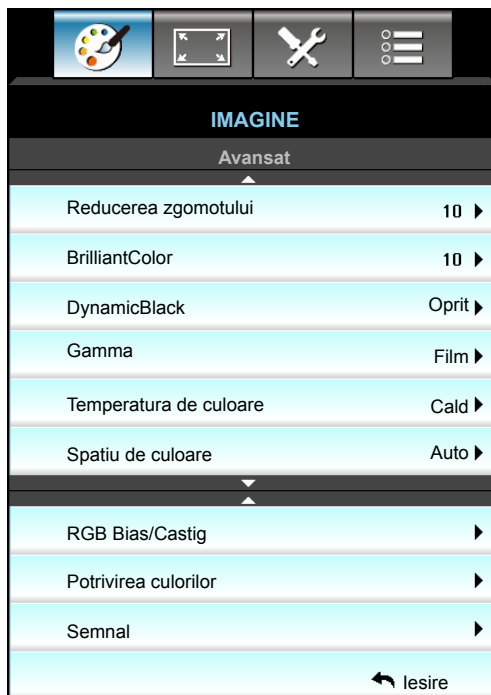 IMAGINE
Avansat
Reducerea zgomotului 10
BrilliantColor 10
DynamicBlack Oprit
Gamma Film
Temperatura de culoare Cald
Spatiu de culoare Auto
RGB Bias/Castig
Potrivirea culorilor
Semnal
Iesire